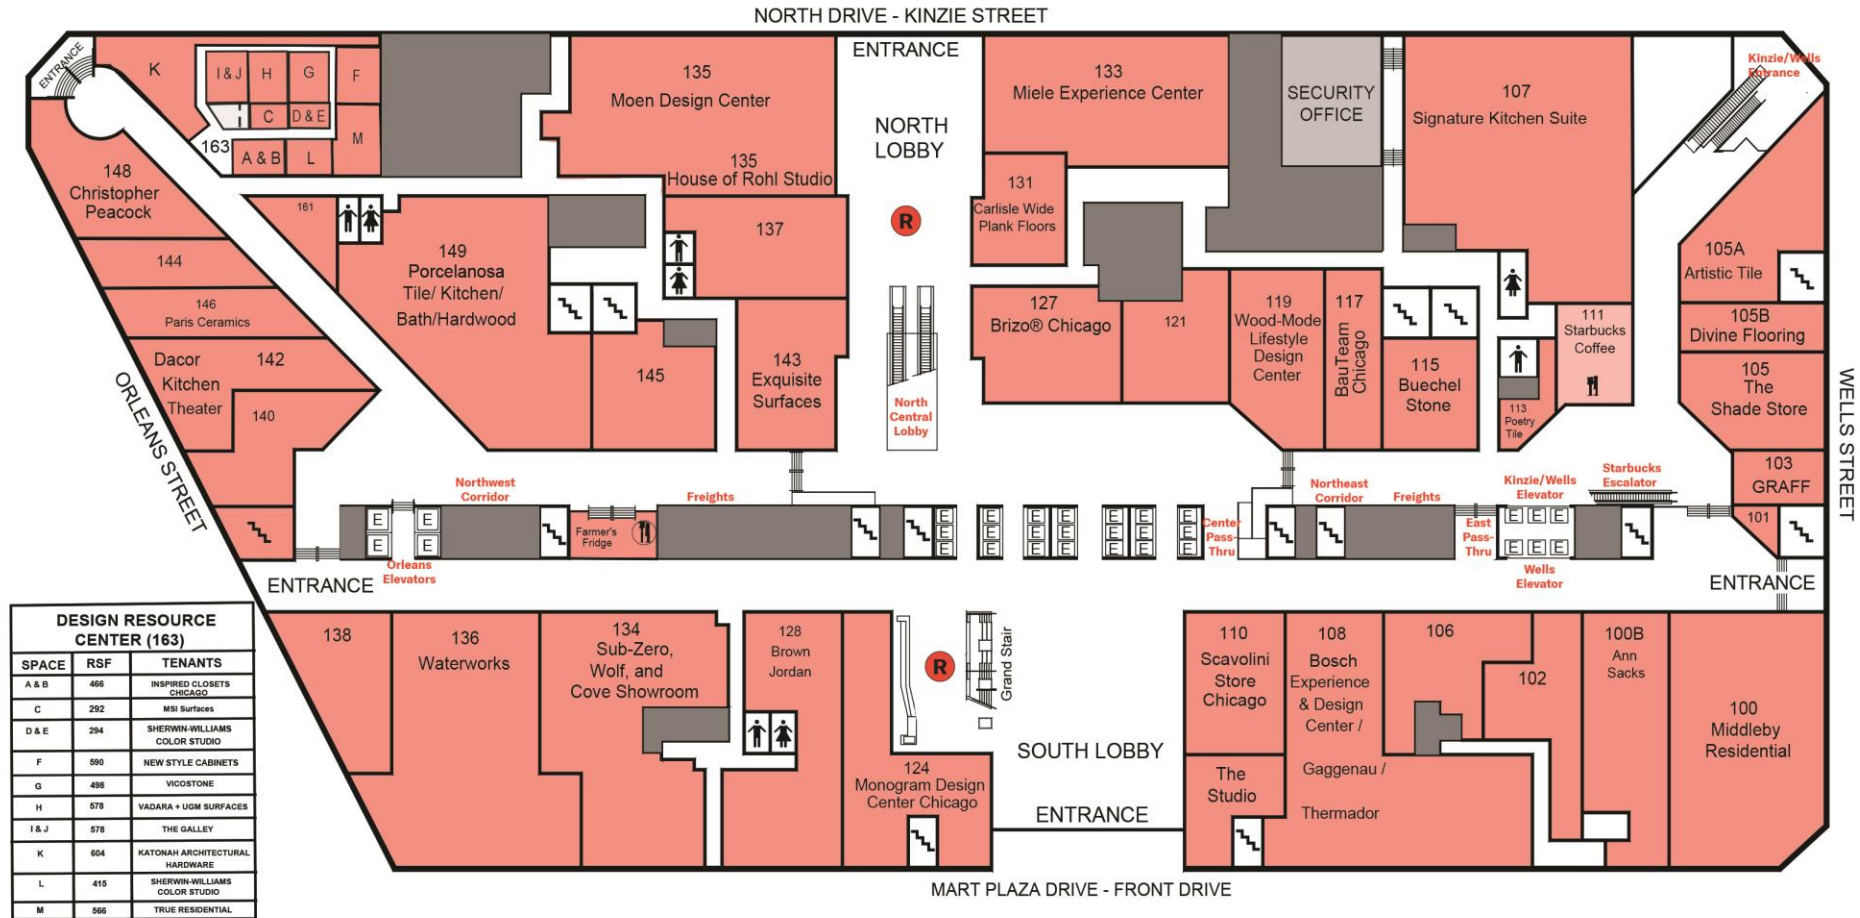 NORTH DRIVE - KINZIE STREET
ENTRANCE
ENTRANCE
Kinzie/Wells
Entrance
K
I & J
H
G
F
C
D & E
M
A & B
L
163
135
Moen Design Center
135
House of Rohl Studio
NORTH
LOBBY
133
Miele Experience Center
SECURITY
OFFICE
107
Signature Kitchen Suite
148
Christopher
Peacock
161
144
146
Paris Ceramics
Dacor
Kitchen
Theater
142
140
149
Porcelanosa
Tile/ Kitchen/
Bath/Hardwood
137
145
143
Exquisite
Surfaces
R
North
Central
Lobby
131
Carlisle Wide
Plank Floors
127
Brizo® Chicago
121
119
Wood-Mode
Lifestyle
Design
Center
117
BauTeam
Chicago
115
Buechel
Stone
111
Starbucks
Coffee
113
Poetry
Tile
105A
Artistic Tile
105B
Divine Flooring
105
The
Shade Store
103
GRAFF
101
ORLEANS STREET
WELLS STREET
Northwest
Corridor
Freights
Northeast
Corridor
Freights
Kinzie/Wells
Elevator
Starbucks
Escalator
E E
E E
Orleans
Elevators
Farmer's
Fridge
E E E E E E E
E E E E E E E
E E E E E E E
Center
Pass-
Thru
East
Pass-
Thru
E E E
E E E
Wells
Elevator
ENTRANCE
ENTRANCE
138
136
Waterworks
134
Sub-Zero,
Wolf, and
Cove Showroom
128
Brown
Jordan
124
Monogram Design
Center Chicago
R
Grand Stair
SOUTH LOBBY
ENTRANCE
110
Scavolini
Store
Chicago
The
Studio
108
Bosch
Experience
& Design
Center /
Gaggenau /
Thermador
106
102
100B
Ann
Sacks
100
Middleby
Residential
MART PLAZA DRIVE - FRONT DRIVE
DESIGN RESOURCE
CENTER (163)
SPACE RSF TENANTS
A & B 466 INSPIRED CLOSETS
CHICAGO
C 292 MSI Surfaces
D & E 294 SHERWIN-WILLIAMS
COLOR STUDIO
F 590 NEW STYLE CABINETS
G 498 VICOSTONE
H 578 VADARA + UGM SURFACES
I & J 578 THE GALLEY
K 604 KATONAH ARCHITECTURAL
HARDWARE
L 415 SHERWIN-WILLIAMS
COLOR STUDIO
M 566 TRUE RESIDENTIAL